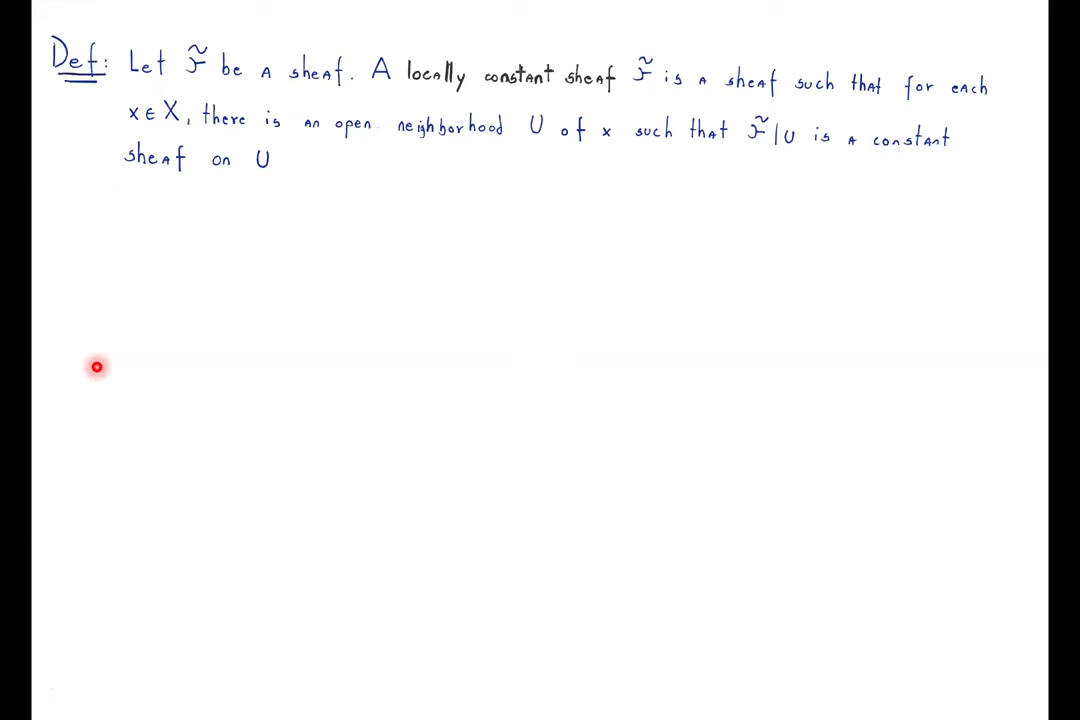 Def: Let F̃ be a sheaf. A locally constant sheaf F̃ is a sheaf such that for each
x ∈ X, there is an open neighborhood U of x such that F̃|U is a constant
sheaf on U